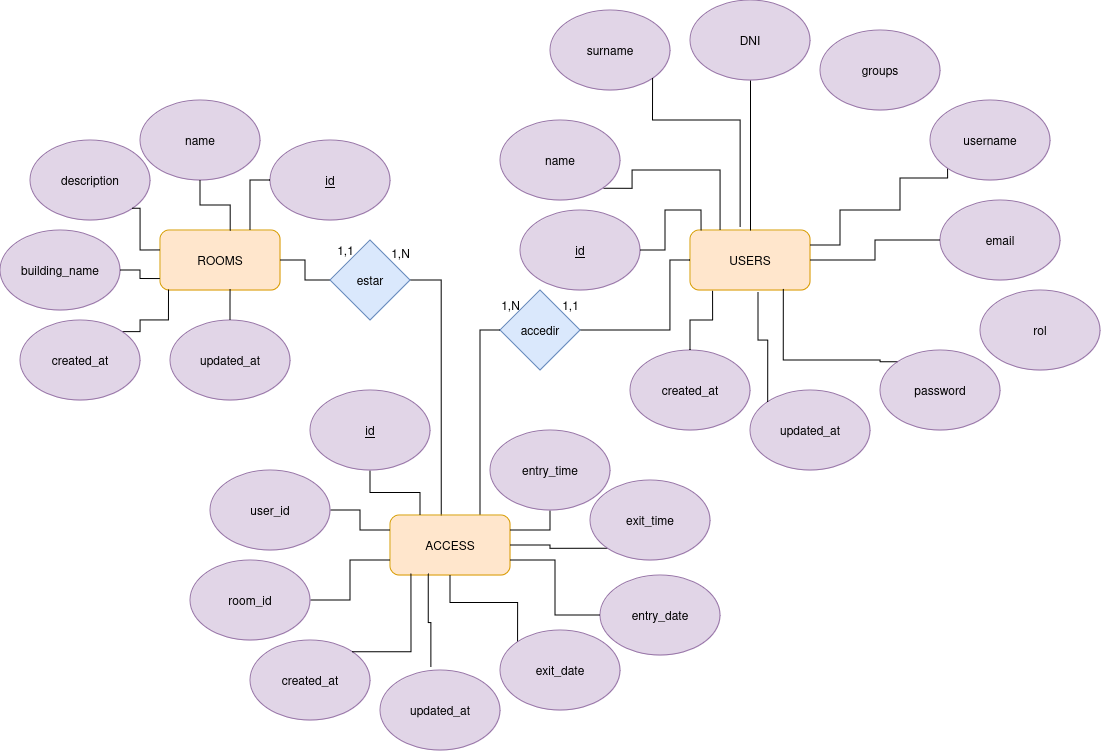 surname
DNI
groups
username
name
description
id
name
id
building_name
ROOMS
1,1
1,N
estar
USERS
email
1,N
1,1
accedir
created_at
updated_at
rol
created_at
password
updated_at
id
entry_time
user_id
exit_time
ACCESS
room_id
entry_date
created_at
exit_date
updated_at